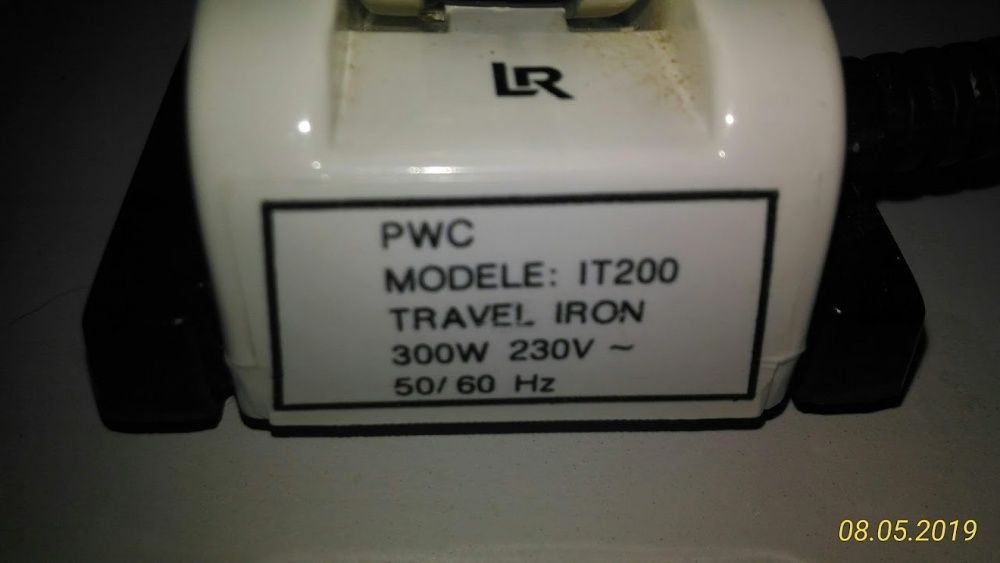 LR
PWC
MODELE: IT200
TRAVEL IRON
300W 230V ~
50/60 Hz
08.05.2019